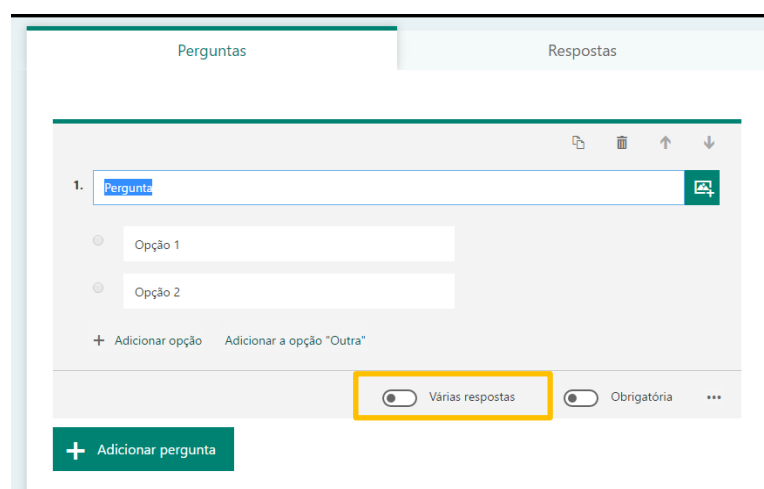 Perguntas Respostas
1. Pergunta
Opção 1
Opção 2
+ Adicionar opção Adicionar a opção "Outra"
Várias respostas Obrigatória ...
+ Adicionar pergunta